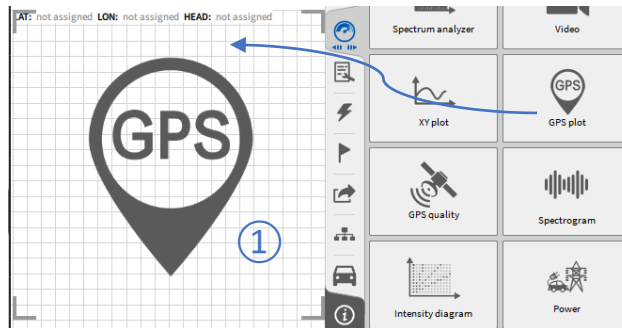 LAT: not assigned LON: not assigned HEAD: not assigned
GPS
1
Spectrum analyzer
Video
XY plot
GPS
GPS plot
GPS quality
Spectrogram
Intensity diagram
Power